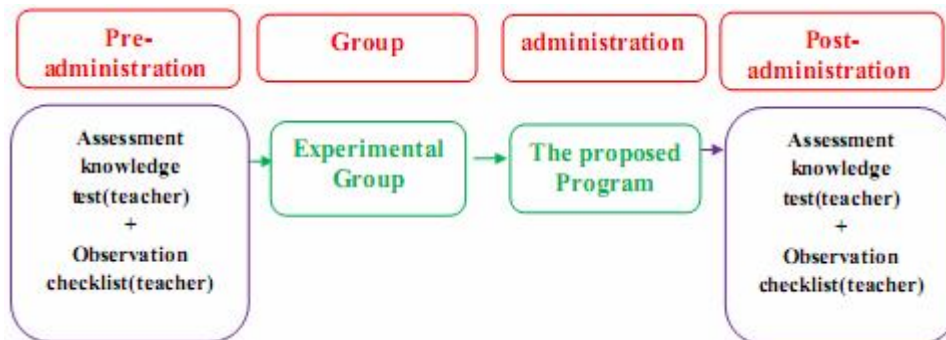 Pre-
administration
Group
administration
Post-
administration
Assessment
knowledge
test(teacher)
+
Observation
checklist(teacher)
Experimental
Group
The proposed
Program
Assessment
knowledge
test(teacher)
+
Observation
checklist(teacher)